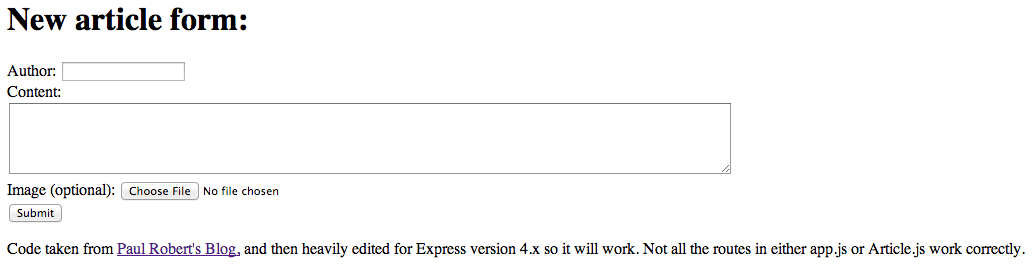 New article form:
Author:
Content:
Image (optional): Choose File No file chosen
Submit
Code taken from Paul Robert's Blog, and then heavily edited for Express version 4.x so it will work. Not all the routes in either app.js or Article.js work correctly.